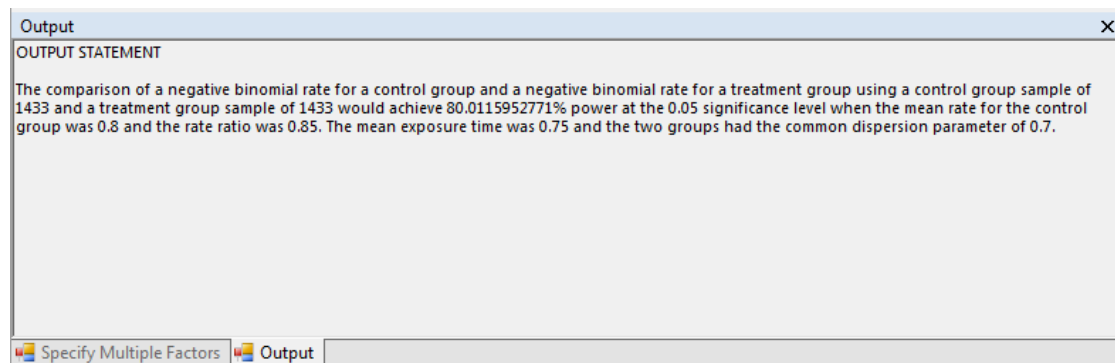 Output
OUTPUT STATEMENT
The comparison of a negative binomial rate for a control group and a negative binomial rate for a treatment group using a control group sample of
1433 and a treatment group sample of 1433 would achieve 80.0115952771% power at the 0.05 significance level when the mean rate for the control
group was 0.8 and the rate ratio was 0.85. The mean exposure time was 0.75 and the two groups had the common dispersion parameter of 0.7.
Specify Multiple Factors Output